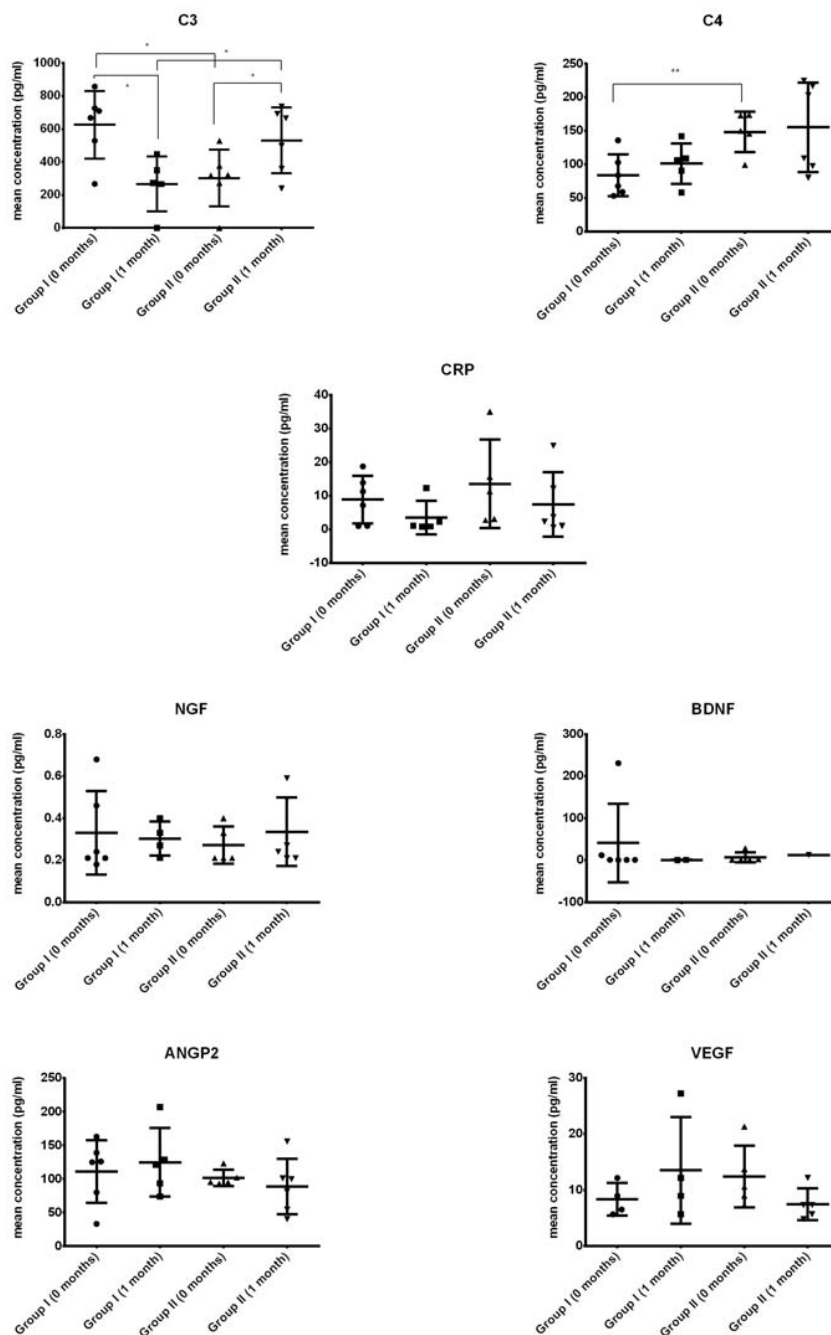 C3
C4
* *
* *
**
mean concentration (pg/ml)
1000
800
600
400
200
0
Group I (0 months)
Group I (1 month)
Group II (0 months)
Group II (1 month)
mean concentration (pg/ml)
250
200
150
100
50
0
Group I (0 months)
Group I (1 month)
Group II (0 months)
Group II (1 month)
CRP
mean concentration (pg/ml)
40
30
20
10
0
-10
Group I (0 months)
Group I (1 month)
Group II (0 months)
Group II (1 month)
NGF
mean concentration (pg/ml)
0.8
0.6
0.4
0.2
0.0
Group I (0 months)
Group I (1 month)
Group II (0 months)
Group II (1 month)
BDNF
mean concentration (pg/ml)
300
200
100
0
-100
Group I (0 months)
Group I (1 month)
Group II (0 months)
Group II (1 month)
ANGP2
mean concentration (pg/ml)
250
200
150
100
50
0
Group I (0 months)
Group I (1 month)
Group II (0 months)
Group II (1 month)
VEGF
mean concentration (pg/ml)
30
20
10
0
Group I (0 months)
Group I (1 month)
Group II (0 months)
Group II (1 month)